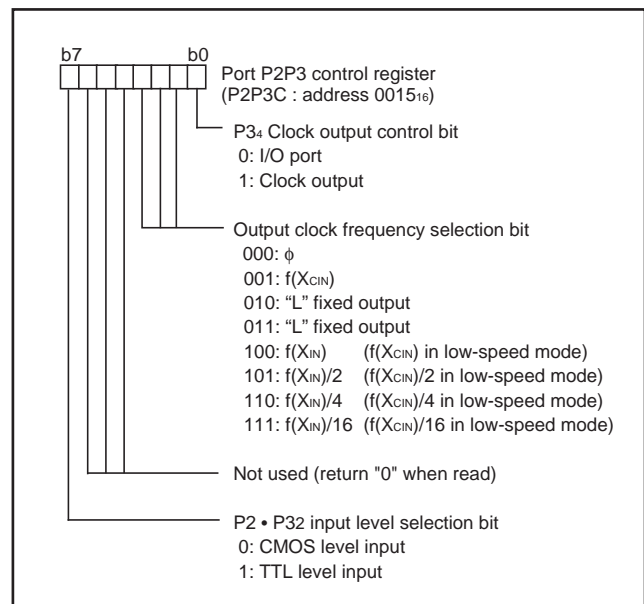 b7 b0
Port P2P3 control register
(P2P3C : address 0015₁₆)
P3₄ Clock output control bit
0: I/O port
1: Clock output
Output clock frequency selection bit
000: ϕ
001: f(XCIN)
010: “L” fixed output
011: “L” fixed output
100: f(XIN) (f(XCIN) in low-speed mode)
101: f(XIN)/2 (f(XCIN)/2 in low-speed mode)
110: f(XIN)/4 (f(XCIN)/4 in low-speed mode)
111: f(XIN)/16 (f(XCIN)/16 in low-speed mode)
Not used (return "0" when read)
P2 • P3₂ input level selection bit
0: CMOS level input
1: TTL level input